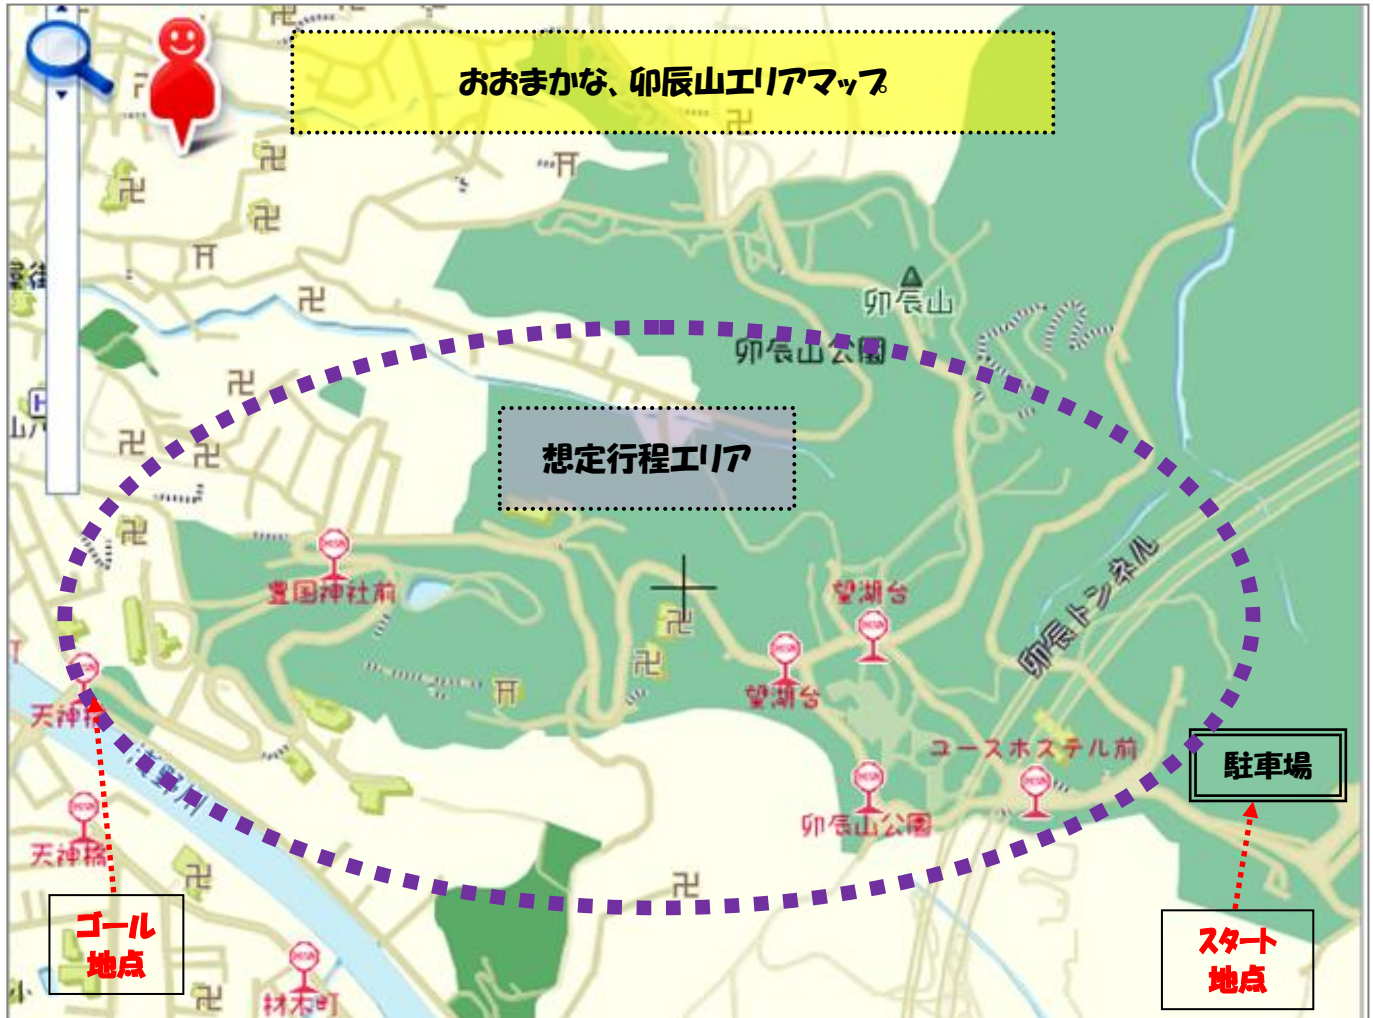 おおまかな、卯辰山エリアマップ
卯辰山
卯辰山公園
想定行程エリア
豊国神社前
望湖台
望湖台
卯辰トンネル
ユースホステル前
駐車場
卯辰山公園
天神橋
天神橋
ゴール
地点
スタート
地点
材木町